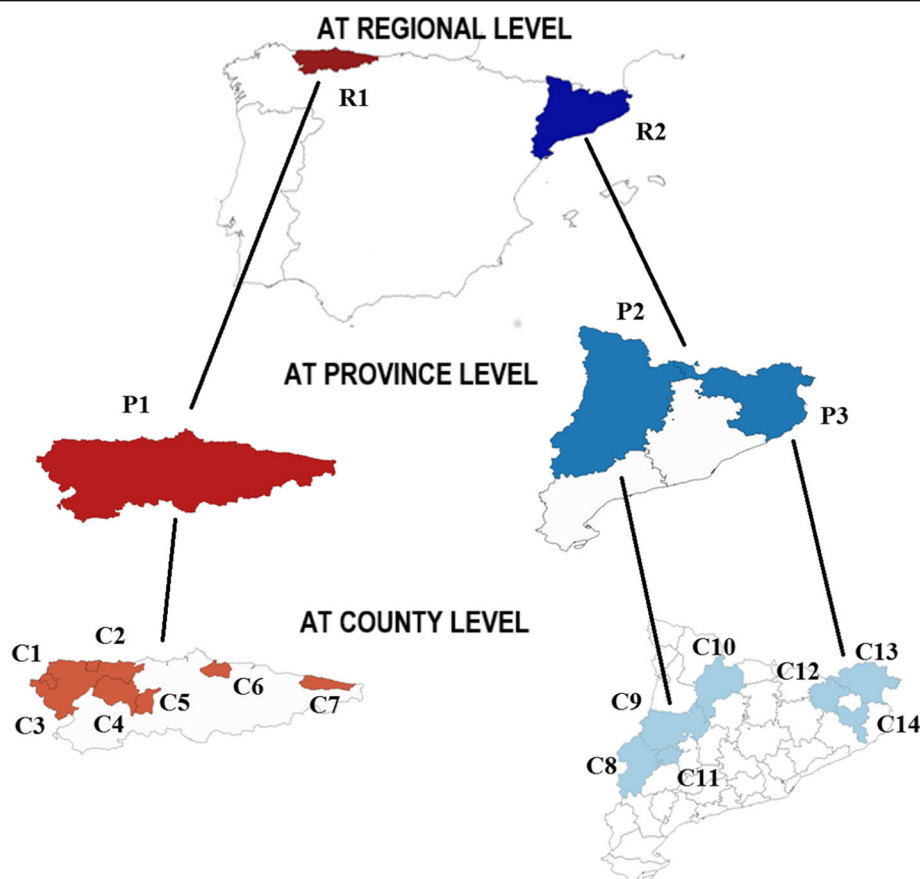 AT REGIONAL LEVEL
R1
R2
P2
AT PROVINCE LEVEL
P1
P3
AT COUNTY LEVEL
C1
C2
C10
C13
C12
C5
C6
C9
C7
C3
C4
C14
C8
C11